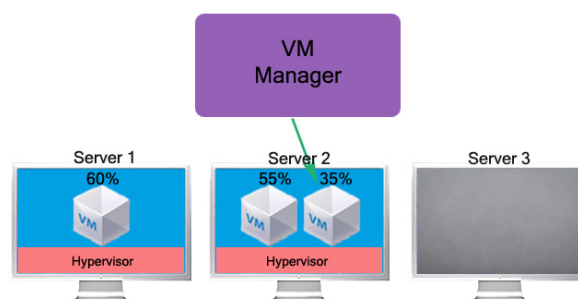 VM
Manager
Server 1
Server 2
Server 3
60%
55%
35%
VM
VM
VM
Hypervisor
Hypervisor